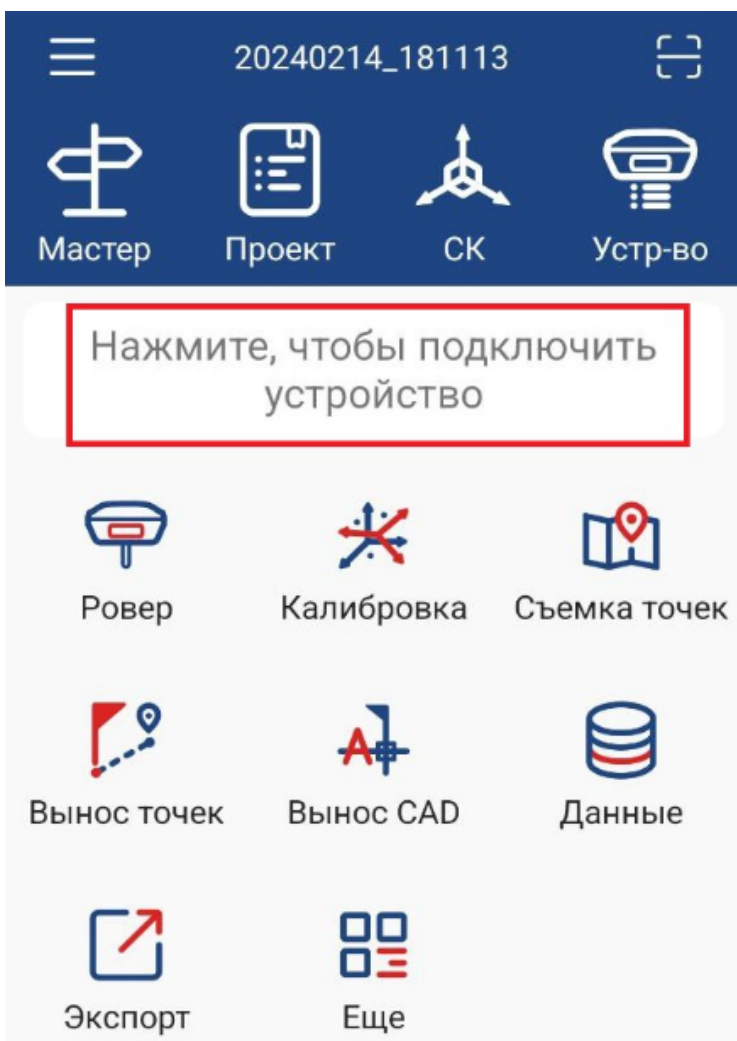 20240214_181113
Мастер Проект СК Устр-во
Нажмите, чтобы подключить
устройство
Ровер Калибровка Съемка точек
Вынос точек Вынос CAD Данные
Экспорт Еще